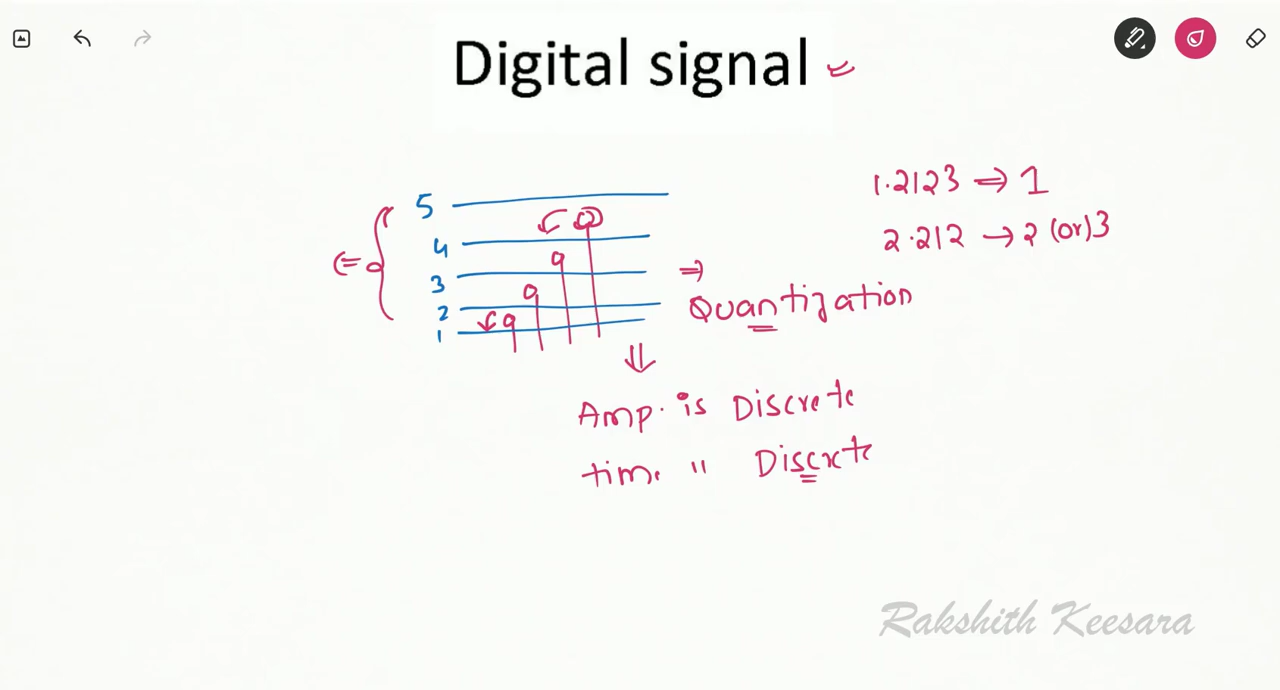 Digital signal
1.2123 ⇒ 1
2.212 → 2 (or) 3
5
4
3
2
1
⇒
Quantization
Amp. is Discrete
time " Discrete
Rakshith Keesara